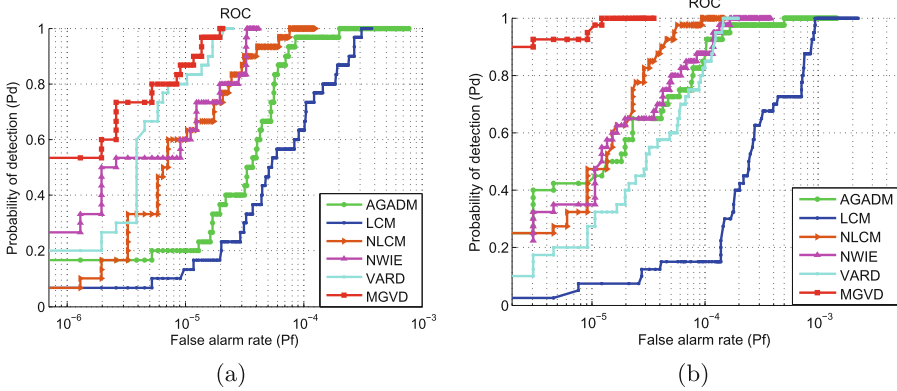 ROC
Probability of detection (Pd)
1
0.8
0.6
0.4
0.2
0
10⁻⁶
10⁻⁵
10⁻⁴
10⁻³
False alarm rate (Pf)
AGADM
LCM
NLCM
NWIE
VARD
MGVD
(a)
ROC
Probability of detection (Pd)
1
0.8
0.6
0.4
0.2
0
10⁻⁵
10⁻⁴
10⁻³
False alarm rate (Pf)
AGADM
LCM
NLCM
NWIE
VARD
MGVD
(b)